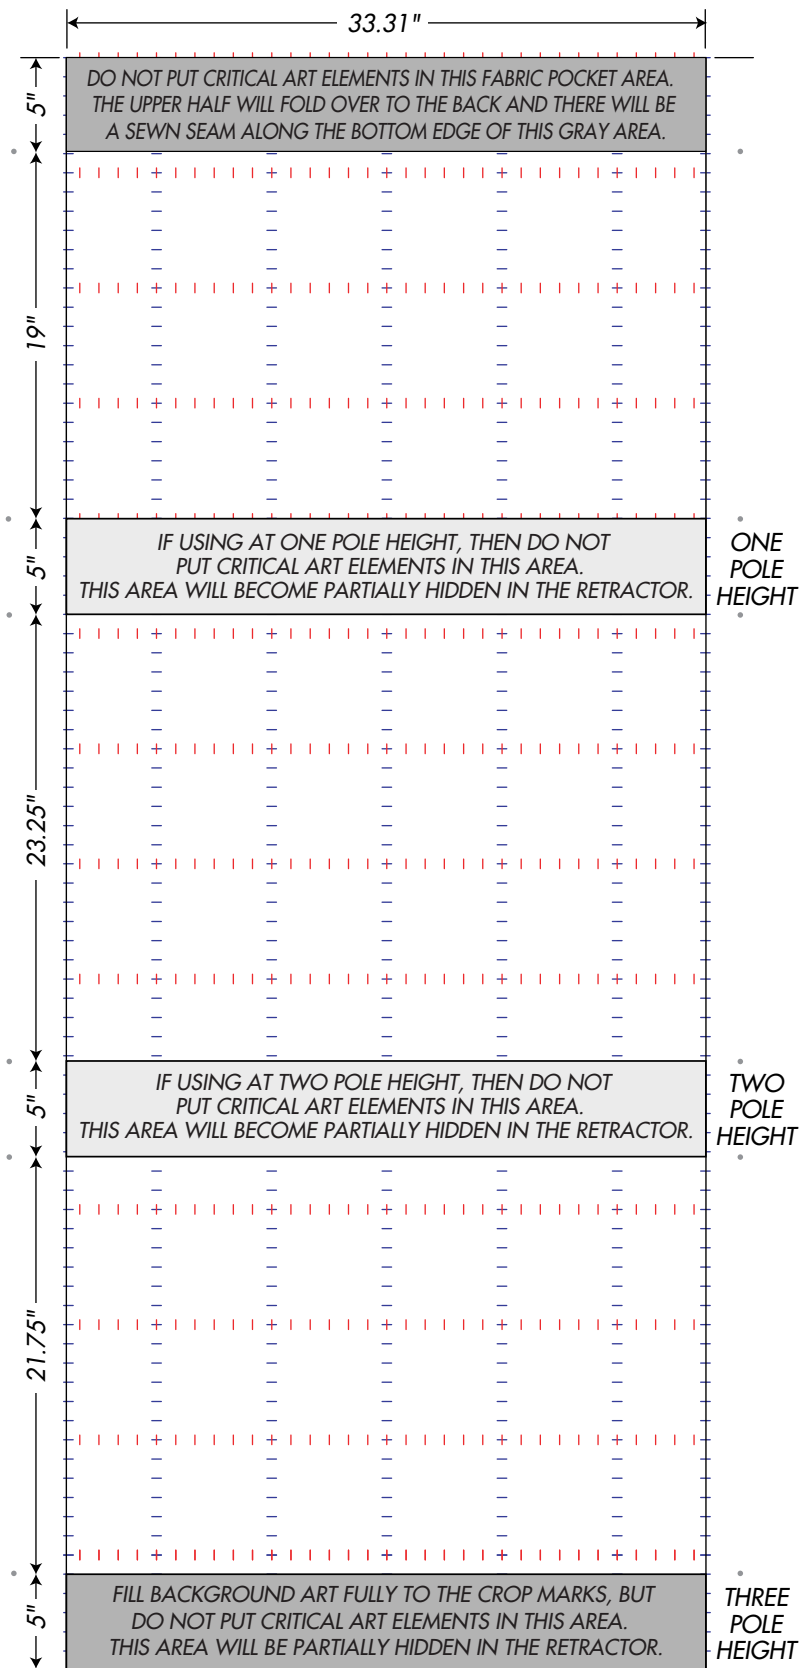 33.31"
5"
DO NOT PUT CRITICAL ART ELEMENTS IN THIS FABRIC POCKET AREA.
THE UPPER HALF WILL FOLD OVER TO THE BACK AND THERE WILL BE
A SEWN SEAM ALONG THE BOTTOM EDGE OF THIS GRAY AREA.
19"
5"
IF USING AT ONE POLE HEIGHT, THEN DO NOT
PUT CRITICAL ART ELEMENTS IN THIS AREA.
THIS AREA WILL BECOME PARTIALLY HIDDEN IN THE RETRACTOR.
ONE
POLE
HEIGHT
23.25"
5"
IF USING AT TWO POLE HEIGHT, THEN DO NOT
PUT CRITICAL ART ELEMENTS IN THIS AREA.
THIS AREA WILL BECOME PARTIALLY HIDDEN IN THE RETRACTOR.
TWO
POLE
HEIGHT
21.75"
5"
FILL BACKGROUND ART FULLY TO THE CROP MARKS, BUT
DO NOT PUT CRITICAL ART ELEMENTS IN THIS AREA.
THIS AREA WILL BE PARTIALLY HIDDEN IN THE RETRACTOR.
THREE
POLE
HEIGHT